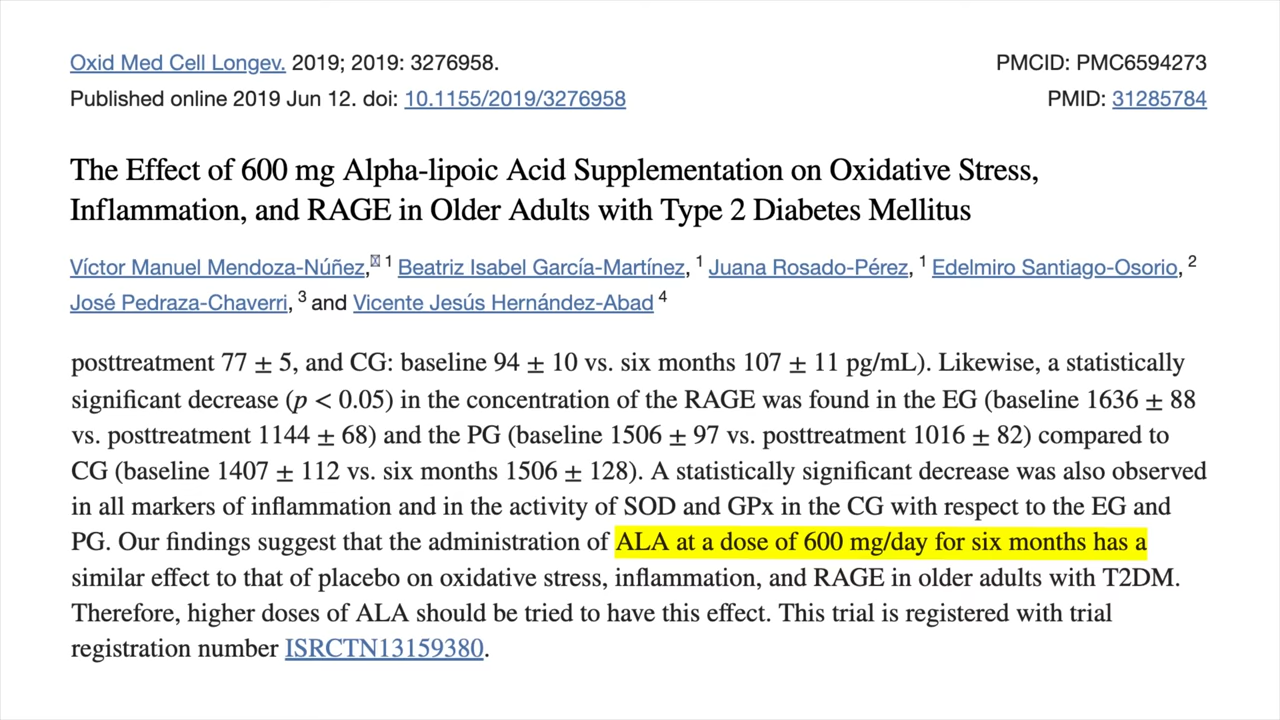 Oxid Med Cell Longev. 2019; 2019: 3276958.
PMCID: PMC6594273
Published online 2019 Jun 12. doi: 10.1155/2019/3276958
PMID: 31285784
The Effect of 600 mg Alpha-lipoic Acid Supplementation on Oxidative Stress,
Inflammation, and RAGE in Older Adults with Type 2 Diabetes Mellitus
Víctor Manuel Mendoza-Núñez, 1 Beatriz Isabel García-Martínez, 1 Juana Rosado-Pérez, 1 Edelmiro Santiago-Osorio, 2
José Pedraza-Chaverri, 3 and Vicente Jesús Hernández-Abad 4
posttreatment 77 ± 5, and CG: baseline 94 ± 10 vs. six months 107 ± 11 pg/mL). Likewise, a statistically
significant decrease (p < 0.05) in the concentration of the RAGE was found in the EG (baseline 1636 ± 88
vs. posttreatment 1144 ± 68) and the PG (baseline 1506 ± 97 vs. posttreatment 1016 ± 82) compared to
CG (baseline 1407 ± 112 vs. six months 1506 ± 128). A statistically significant decrease was also observed
in all markers of inflammation and in the activity of SOD and GPx in the CG with respect to the EG and
PG. Our findings suggest that the administration of ALA at a dose of 600 mg/day for six months has a
similar effect to that of placebo on oxidative stress, inflammation, and RAGE in older adults with T2DM.
Therefore, higher doses of ALA should be tried to have this effect. This trial is registered with trial
registration number ISRCTN13159380.